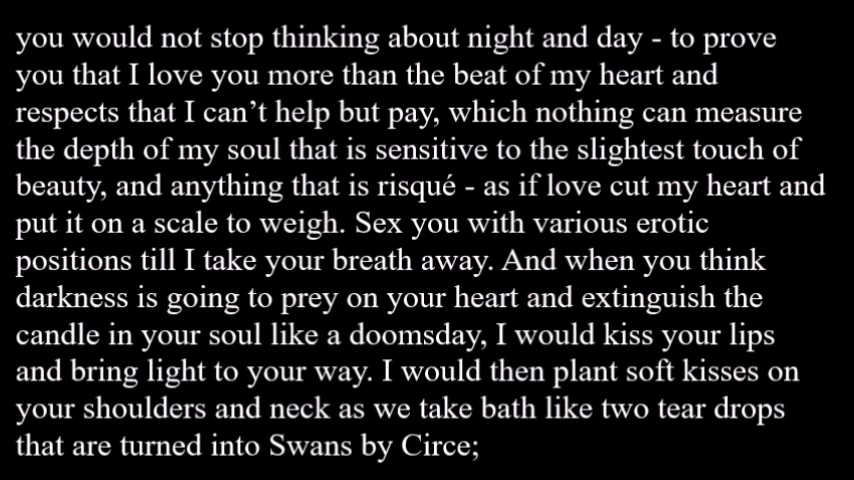 you would not stop thinking about night and day - to prove
you that I love you more than the beat of my heart and
respects that I can’t help but pay, which nothing can measure
the depth of my soul that is sensitive to the slightest touch of
beauty, and anything that is risqué - as if love cut my heart and
put it on a scale to weigh. Sex you with various erotic
positions till I take your breath away. And when you think
darkness is going to prey on your heart and extinguish the
candle in your soul like a doomsday, I would kiss your lips
and bring light to your way. I would then plant soft kisses on
your shoulders and neck as we take bath like two tear drops
that are turned into Swans by Circe;